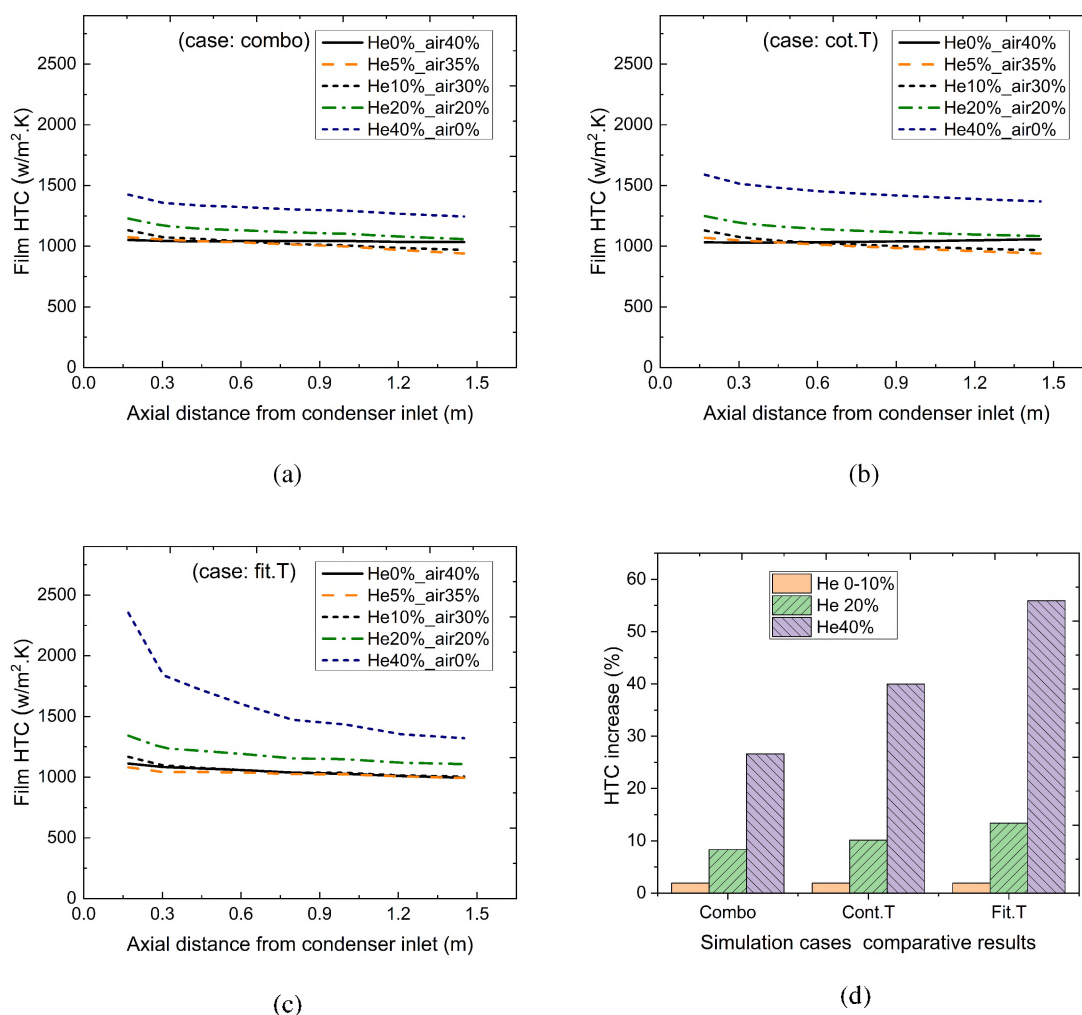 (case: combo)
He0%_air40%
He5%_air35%
He10%_air30%
He20%_air20%
He40%_air0%
2500
2000
1500
1000
500
0
Film HTC (w/m².K)
0.0 0.3 0.6 0.9 1.2 1.5
Axial distance from condenser inlet (m)
(a)
(case: cot.T)
He0%_air40%
He5%_air35%
He10%_air30%
He20%_air20%
He40%_air0%
2500
2000
1500
1000
500
0
Film HTC (w/m².K)
0.0 0.3 0.6 0.9 1.2 1.5
Axial distance from condenser inlet (m)
(b)
(case: fit.T)
He0%_air40%
He5%_air35%
He10%_air30%
He20%_air20%
He40%_air0%
2500
2000
1500
1000
500
0
Film HTC (w/m².K)
0.0 0.3 0.6 0.9 1.2 1.5
Axial distance from condenser inlet (m)
(c)
He 0-10%
He 20%
He40%
60
50
40
30
20
10
0
HTC increase (%)
Combo Cont.T Fit.T
Simulation cases comparative results
(d)